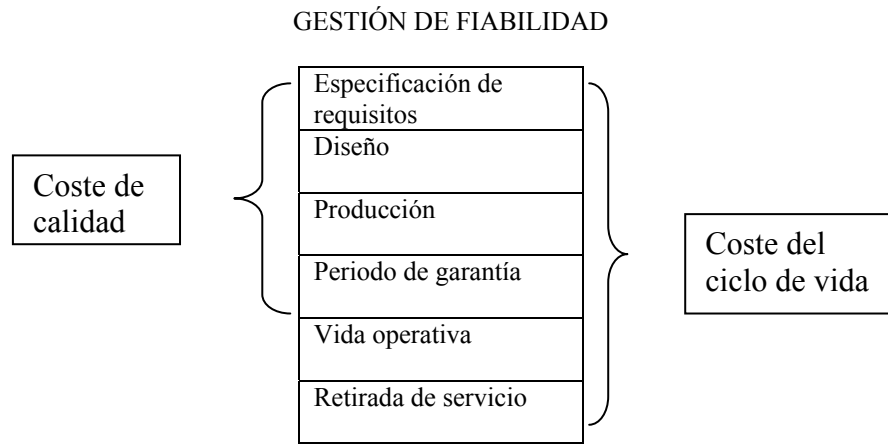 GESTIÓN DE FIABILIDAD
Coste de
calidad
Especificación de
requisitos
Diseño
Producción
Periodo de garantía
Vida operativa
Retirada de servicio
Coste del
ciclo de vida